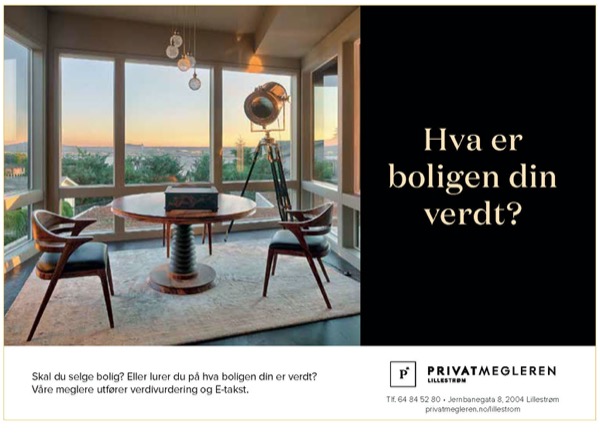 Hva er
boligen din
verdt?
Skal du selge bolig? Eller lurer du på hva boligen din er verdt?
Våre meglere utfører verdivurdering og E-takst.
P
PRIVATMEGLEREN
LILLESTRØM
Tlf. 64 84 52 80 • Jernbanegata 8, 2004 Lillestrøm
privatmegleren.no/lillestrom